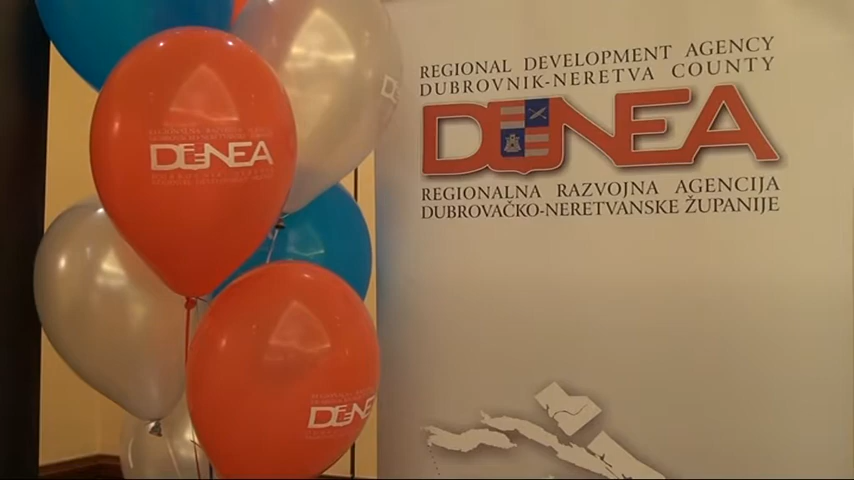 REGIONAL DEVELOPMENT AGENCY
DUBROVNIK-NERETVA COUNTY
DUNEA
REGIONALNA RAZVOJNA AGENCIJA
DUBROVAČKO-NERETVANSKE ŽUPANIJE
DUNEA
DUNEA